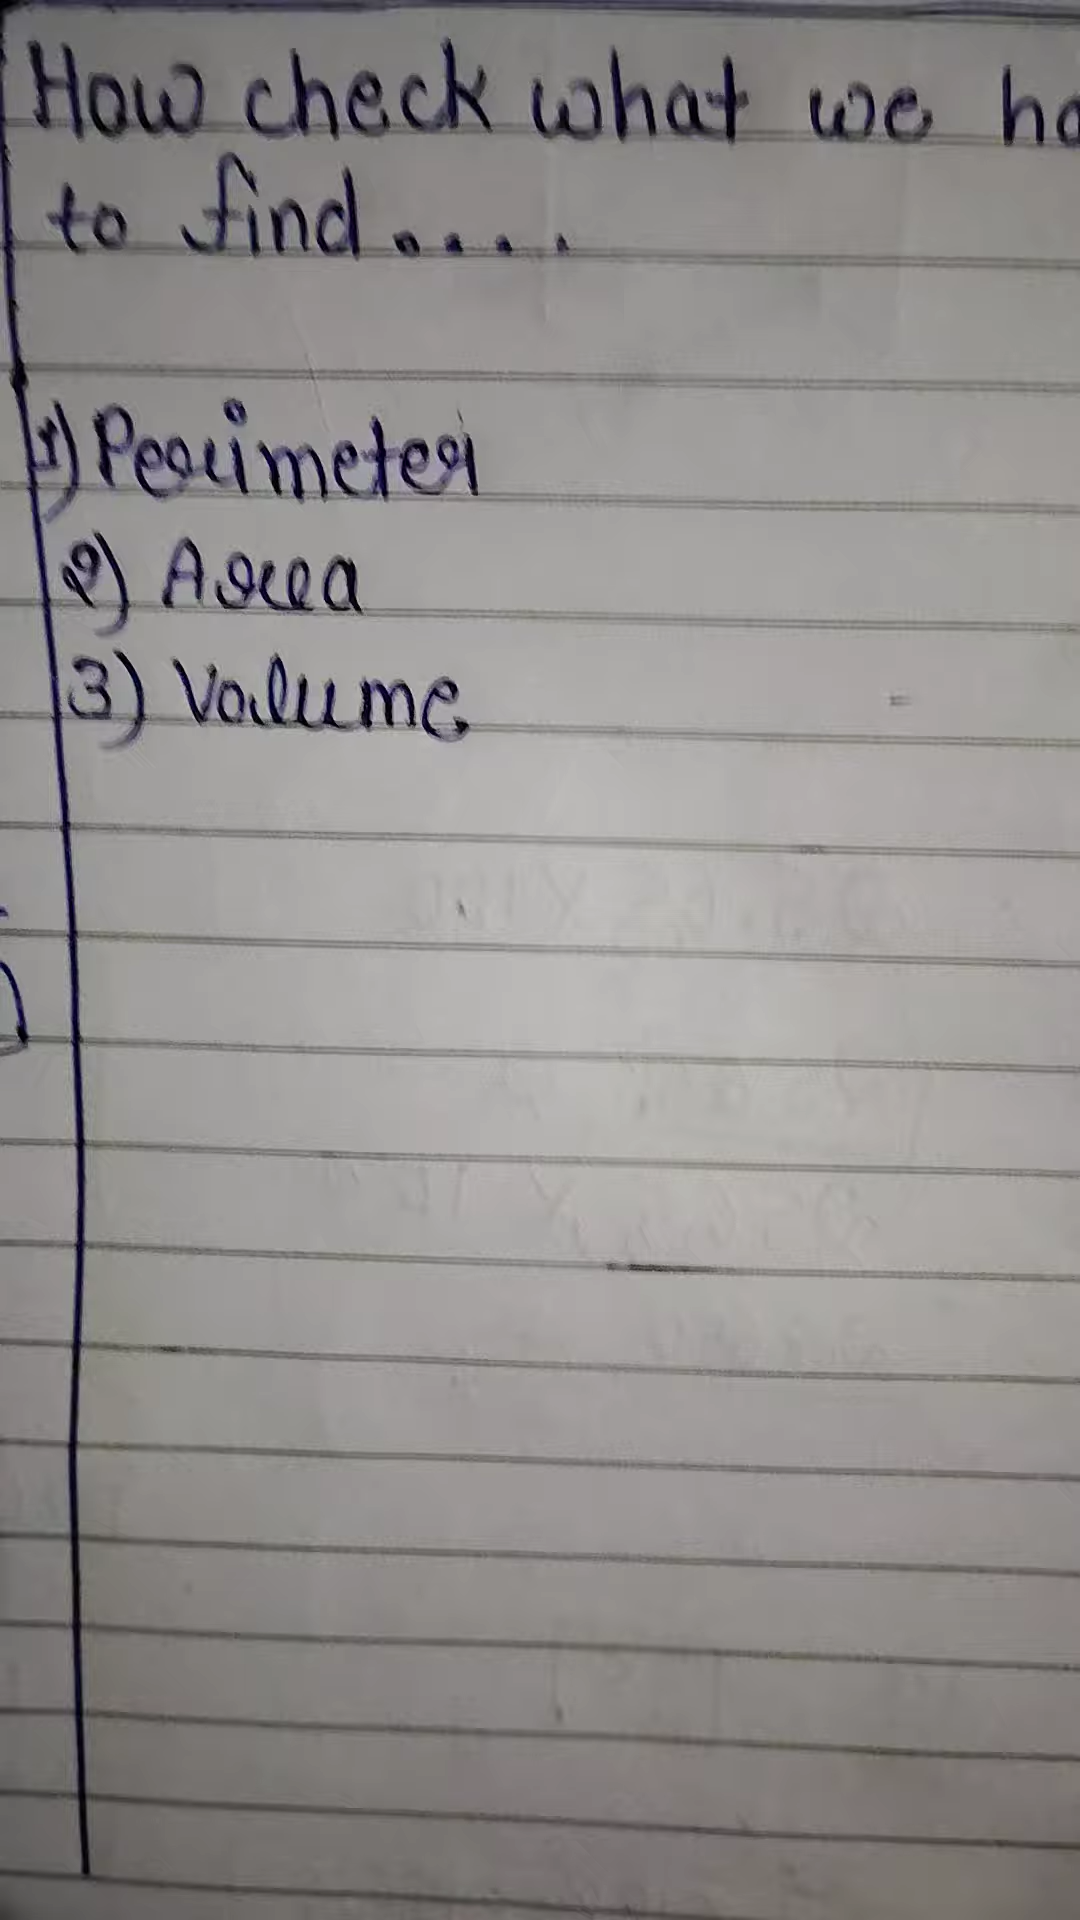 How check what we
to find....
1) Perimeter
2) Area
3) Volume